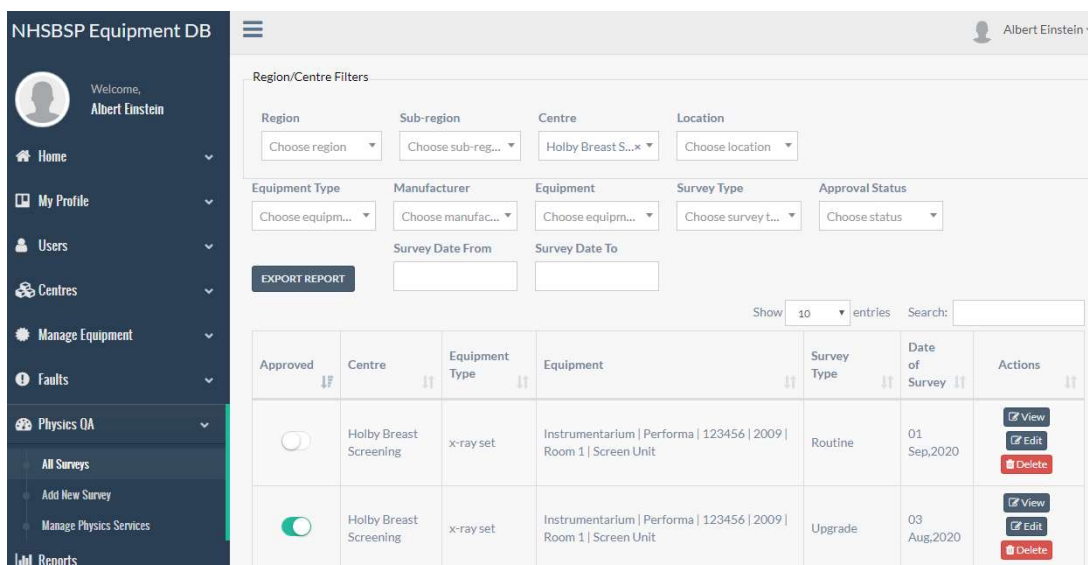 NHSBSP Equipment DB
Albert Einstein
Welcome,
Albert Einstein
Home
My Profile
Users
Centres
Manage Equipment
Faults
Physics QA
All Surveys
Add New Survey
Manage Physics Services
Reports
Region/Centre Filters
Region Sub-region Centre Location
Choose region Choose sub-reg... Holby Breast S...× Choose location
Equipment Type Manufacturer Equipment Survey Type Approval Status
Choose equipm... Choose manufac... Choose equipm... Choose survey t... Choose status
Survey Date From Survey Date To
EXPORT REPORT
Show 10 entries Search:
Approved Centre Equipment Type Equipment Survey Type Date of Survey Actions
Holby Breast Screening x-ray set Instrumentarium | Performa | 123456 | 2009 | Room 1 | Screen Unit Routine 01 Sep,2020 View Edit Delete
Holby Breast Screening x-ray set Instrumentarium | Performa | 123456 | 2009 | Room 1 | Screen Unit Upgrade 03 Aug,2020 View Edit Delete